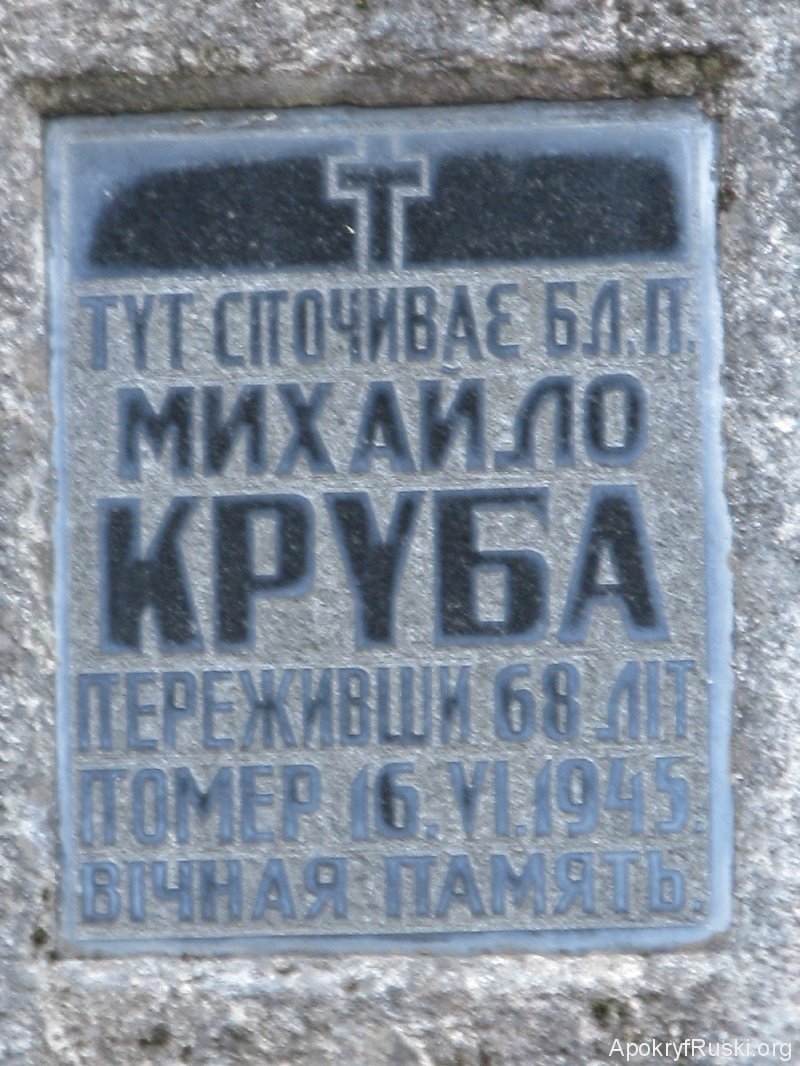 ТУТ СПОЧИВАЄ БЛ.П.
МИХАЙЛО
КРУБА
ПЕРЕЖИВШИ 68 ЛІТ
ПОМЕР 16.VI.1945.
ВІЧНАЯ ПАМЯТЬ.
ApokryfRuski.org